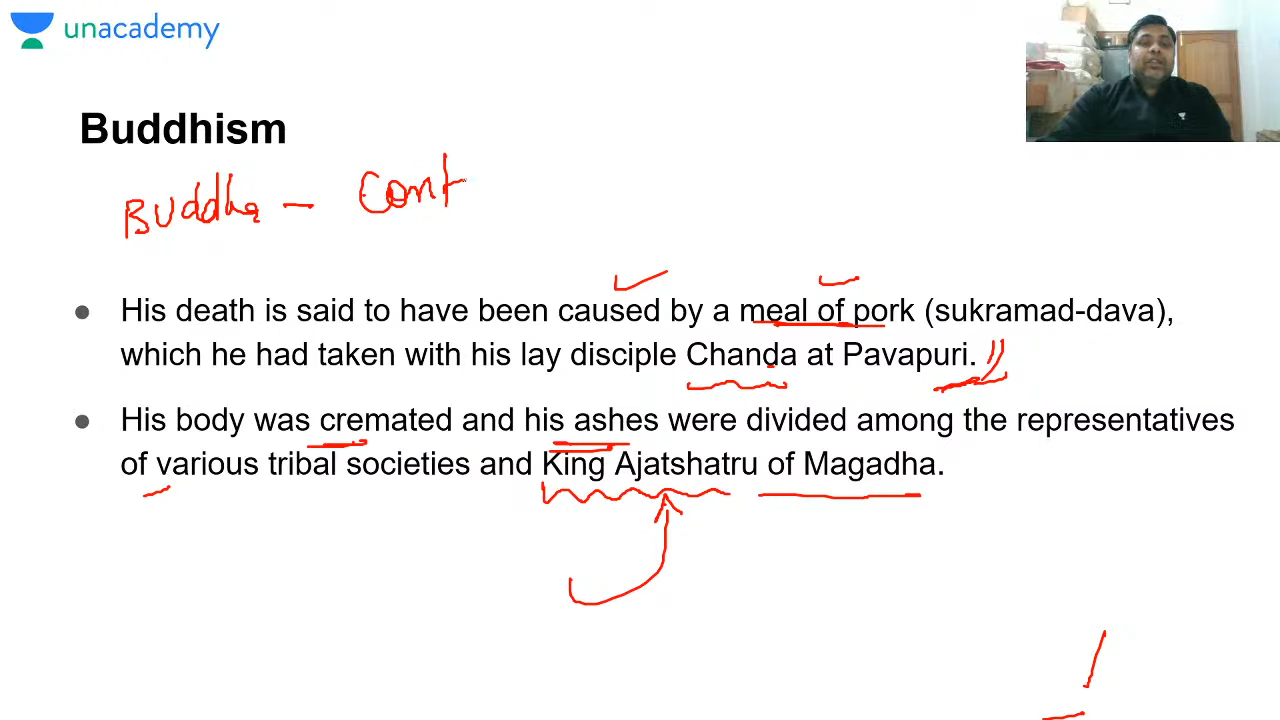 unacademy
Buddhism
Buddha - Cont
● His death is said to have been caused by a meal of pork (sukramad-dava),
which he had taken with his lay disciple Chanda at Pavapuri.
● His body was cremated and his ashes were divided among the representatives
of various tribal societies and King Ajatshatru of Magadha.